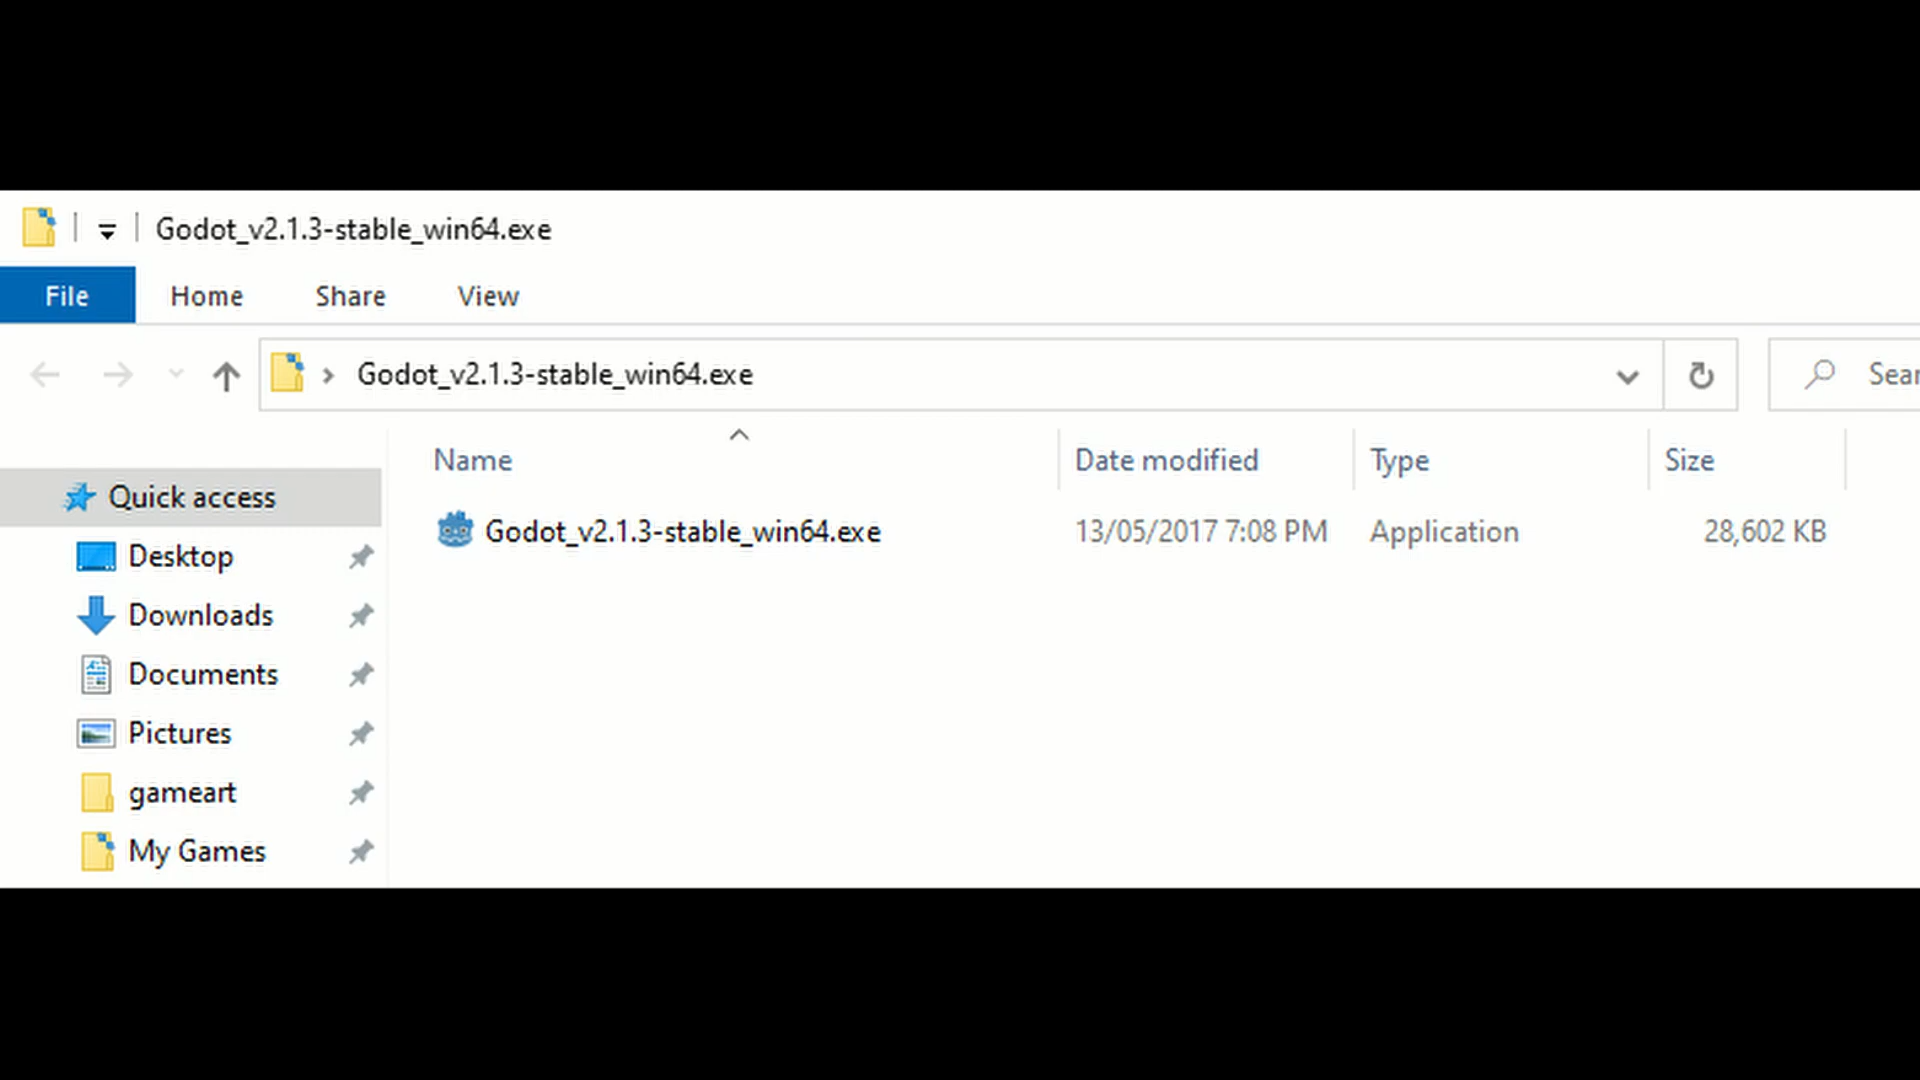 Godot_v2.1.3-stable_win64.exe
File Home Share View
Godot_v2.1.3-stable_win64.exe
Name Date modified Type Size
Quick access
Godot_v2.1.3-stable_win64.exe 13/05/2017 7:08 PM Application 28,602 KB
Desktop
Downloads
Documents
Pictures
gameart
My Games